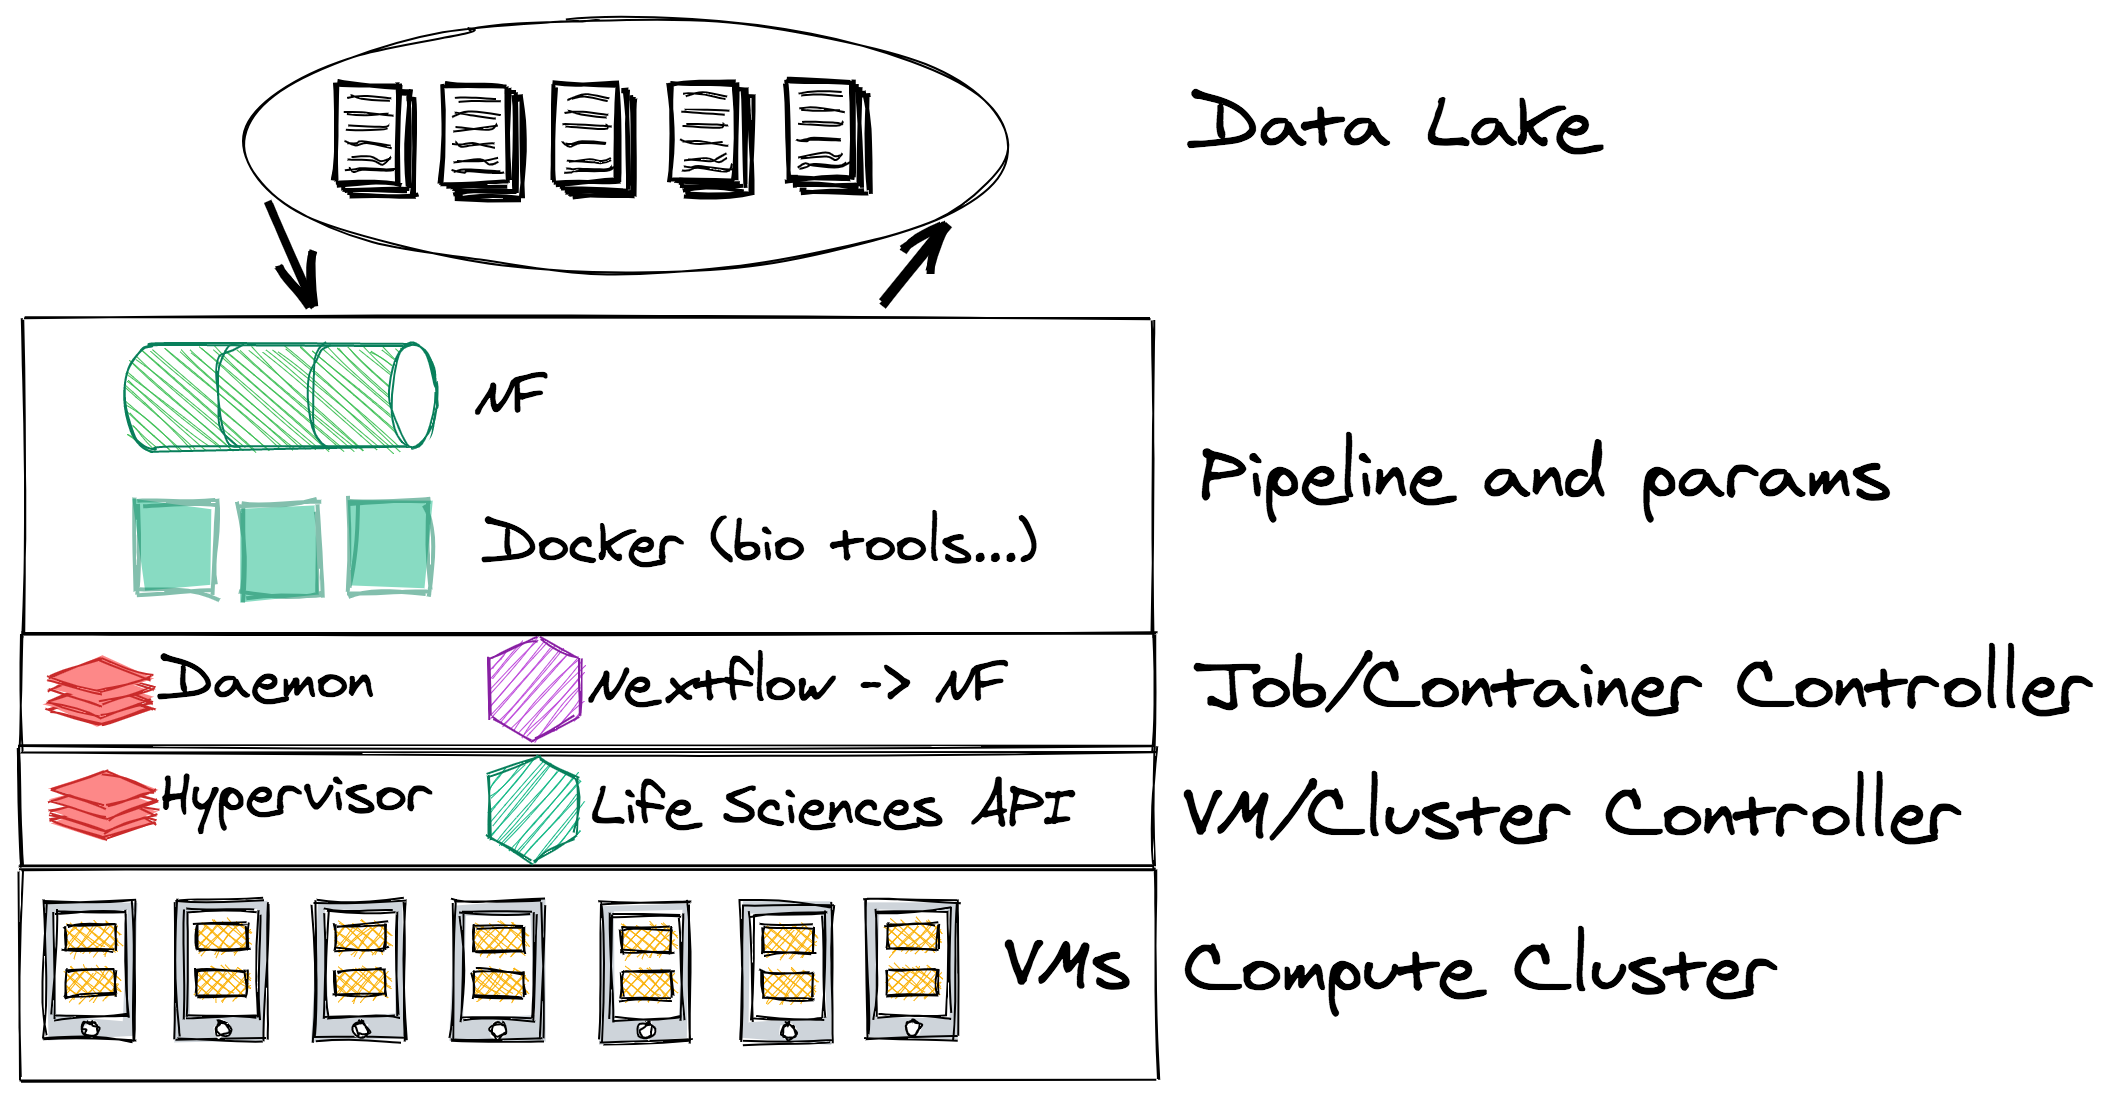 Data Lake
NF
Pipeline and params
Docker (bio tools...)
Daemon
Nextflow -> NF
Job/Container Controller
Hypervisor
Life Sciences API
VM/Cluster Controller
VMs
Compute Cluster